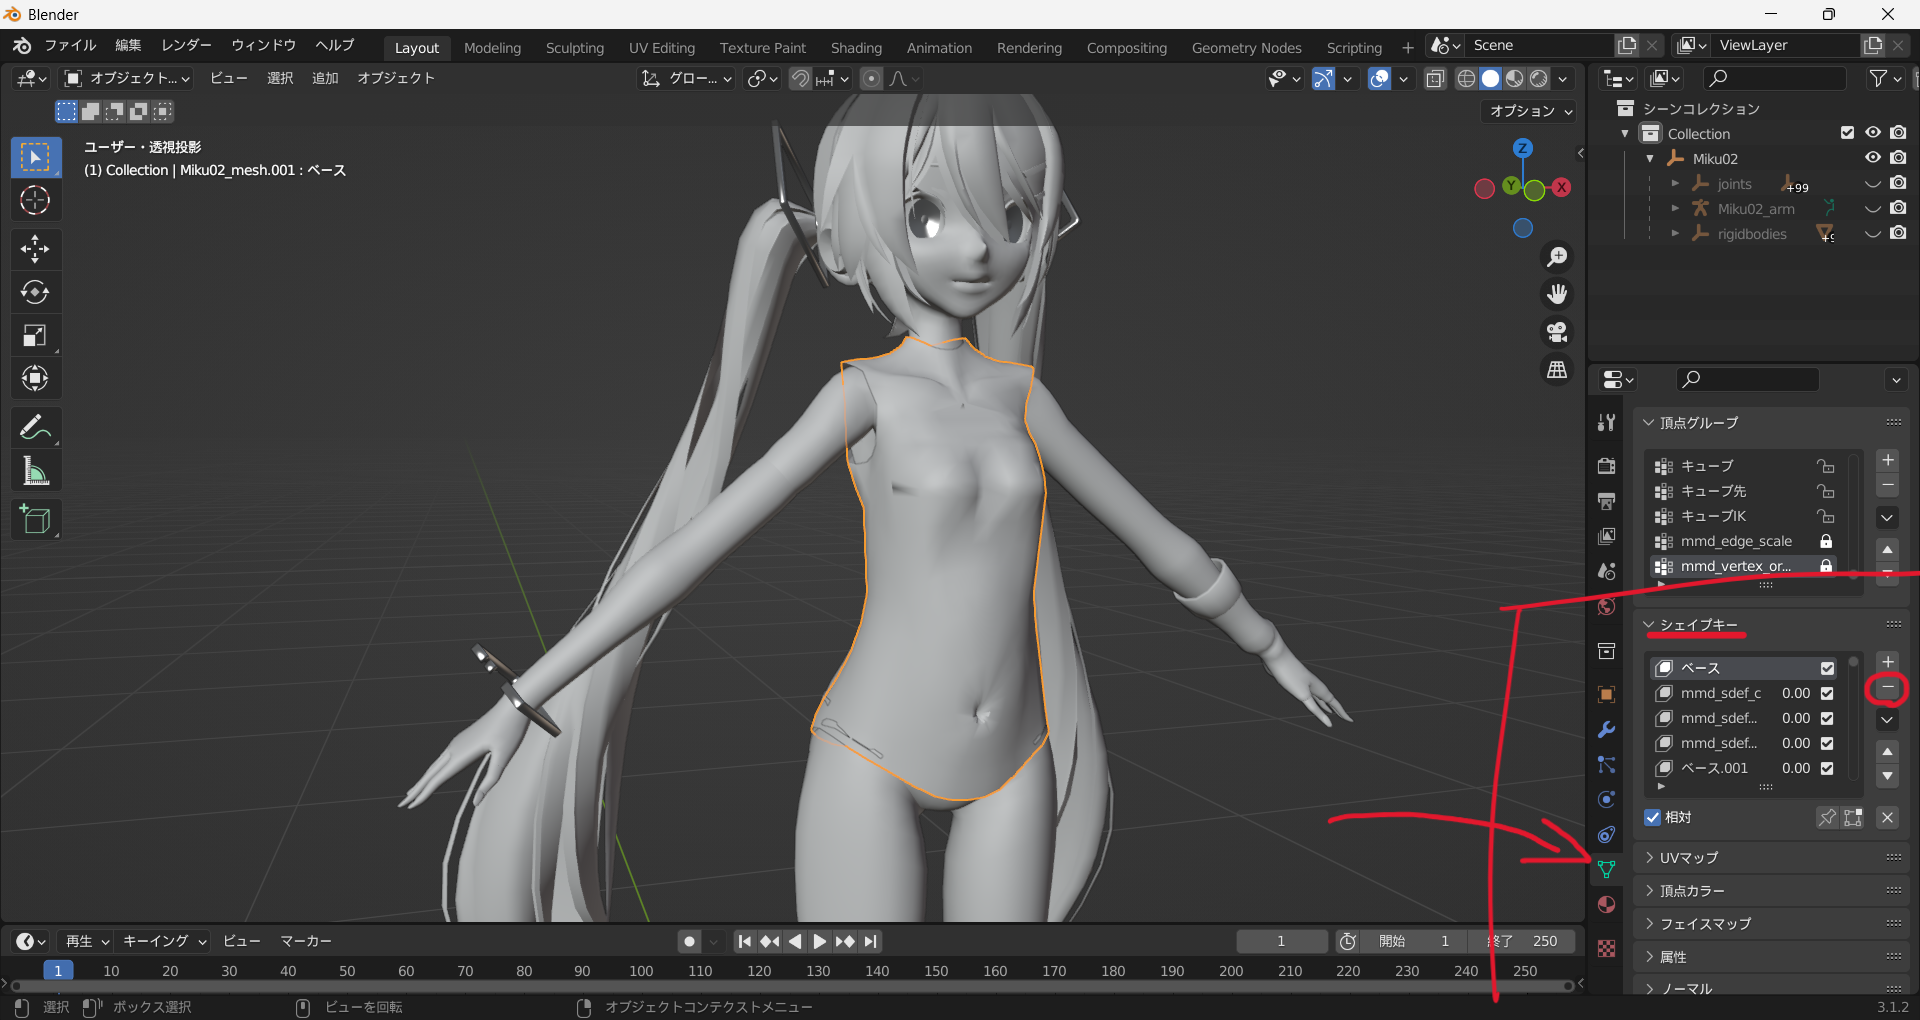 Blender
ファイル 編集 レンダー ウィンドウ ヘルプ Layout Modeling Sculpting UV Editing Texture Paint Shading Animation Rendering Compositing Geometry Nodes Scripting + Scene ViewLayer
オブジェクト... ビュー 選択 追加 オブジェクト グロー...
オプション
ユーザー・透視投影
(1) Collection | Miku02_mesh.001 : ベース
Z
Y
X
シーンコレクション
Collection
Miku02
joints +99
Miku02_arm
rigidbodies
頂点グループ
キューブ
キューブ先
キューブIK
mmd_edge_scale
mmd_vertex_or...
シェイプキー
ベース
mmd_sdef_c 0.00
mmd_sdef... 0.00
mmd_sdef... 0.00
ベース.001 0.00
相対
UVマップ
頂点カラー
フェイスマップ
属性
ノーマル
再生 キーイング ビュー マーカー 1 開始 1 終了 250
1 10 20 30 40 50 60 70 80 90 100 110 120 130 140 150 160 170 180 190 200 210 220 230 240 250
選択 ボックス選択 ビューを回転 オブジェクトコンテクストメニュー 3.1.2